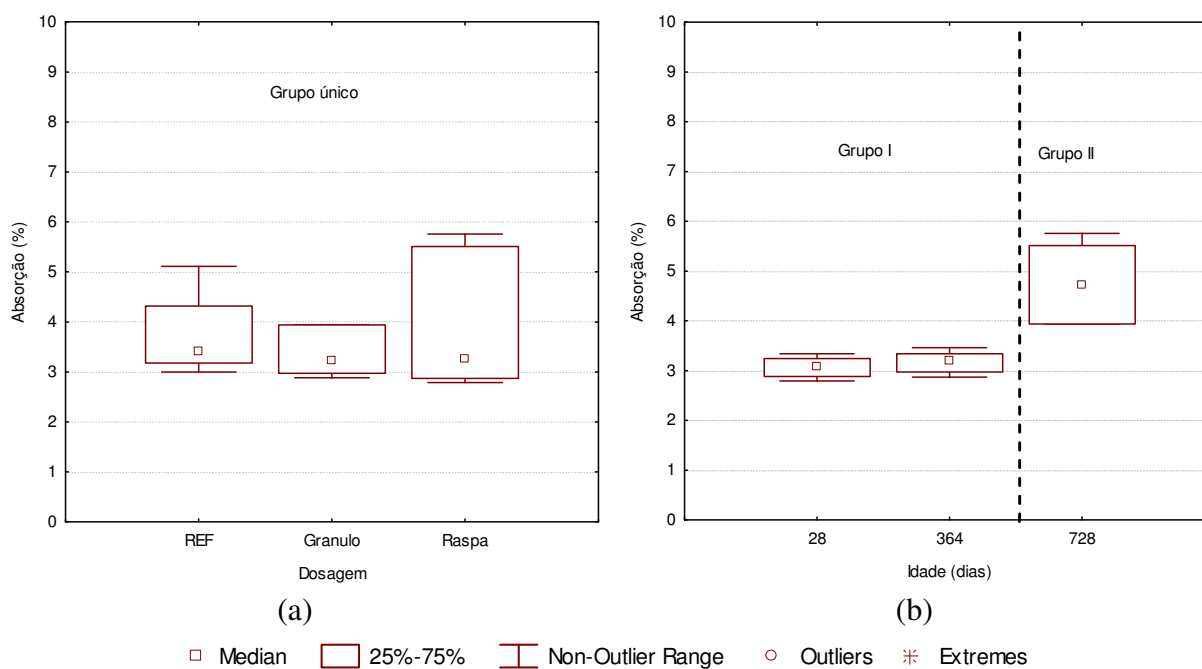 10
9
8
7
6
5
4
3
2
1
0
Absorção (%)
Grupo único
REF Granulo Raspa
Dosagem
(a)
10
9
8
7
6
5
4
3
2
1
0
Absorção (%)
Grupo I Grupo II
28 364 728
Idade (dias)
(b)
Median 25%-75% Non-Outlier Range Outliers Extremes